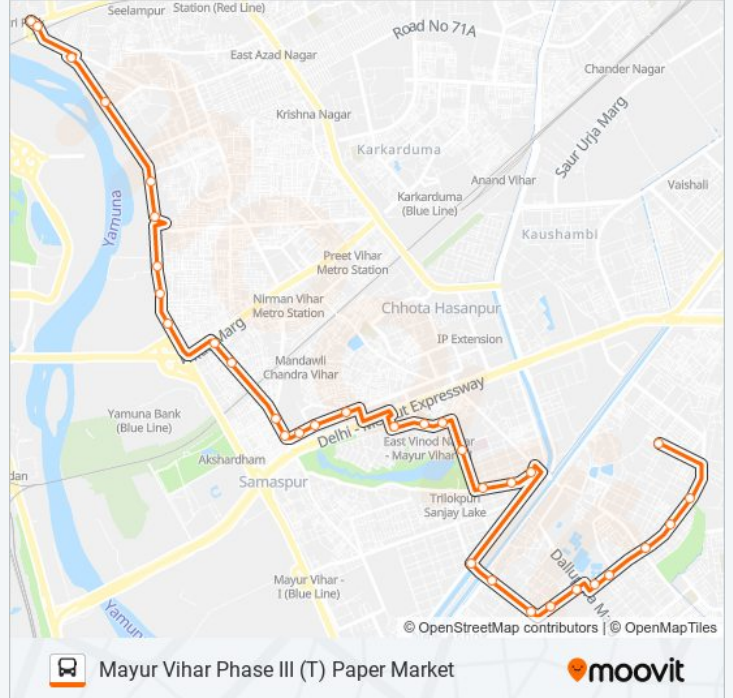 Seelampur
Station (Red Line)
Road No 71A
East Azad Nagar
Chander Nagar
Krishna Nagar
Saur Urja Marg
Karkarduma
Anand Vihar
Vaishali
Karkarduma
(Blue Line)
Yamuna
Kaushambi
Preet Vihar
Metro Station
Nirman Vihar
Metro Station
Chhota Hasanpur
Marg
IP Extension
Mandawli
Chandra Vihar
Yamuna Bank
(Blue Line)
Delhi - Expressway
East Vinod Nagar
- Mayur Vihar
Akshardham
Samaspur
Trilokpuri
Sanjay Lake
Mayur Vihar -
I (Blue Line)
Yamuna
© OpenStreetMap contributors | © OpenMapTiles
Mayur Vihar Phase III (T) Paper Market
moovit